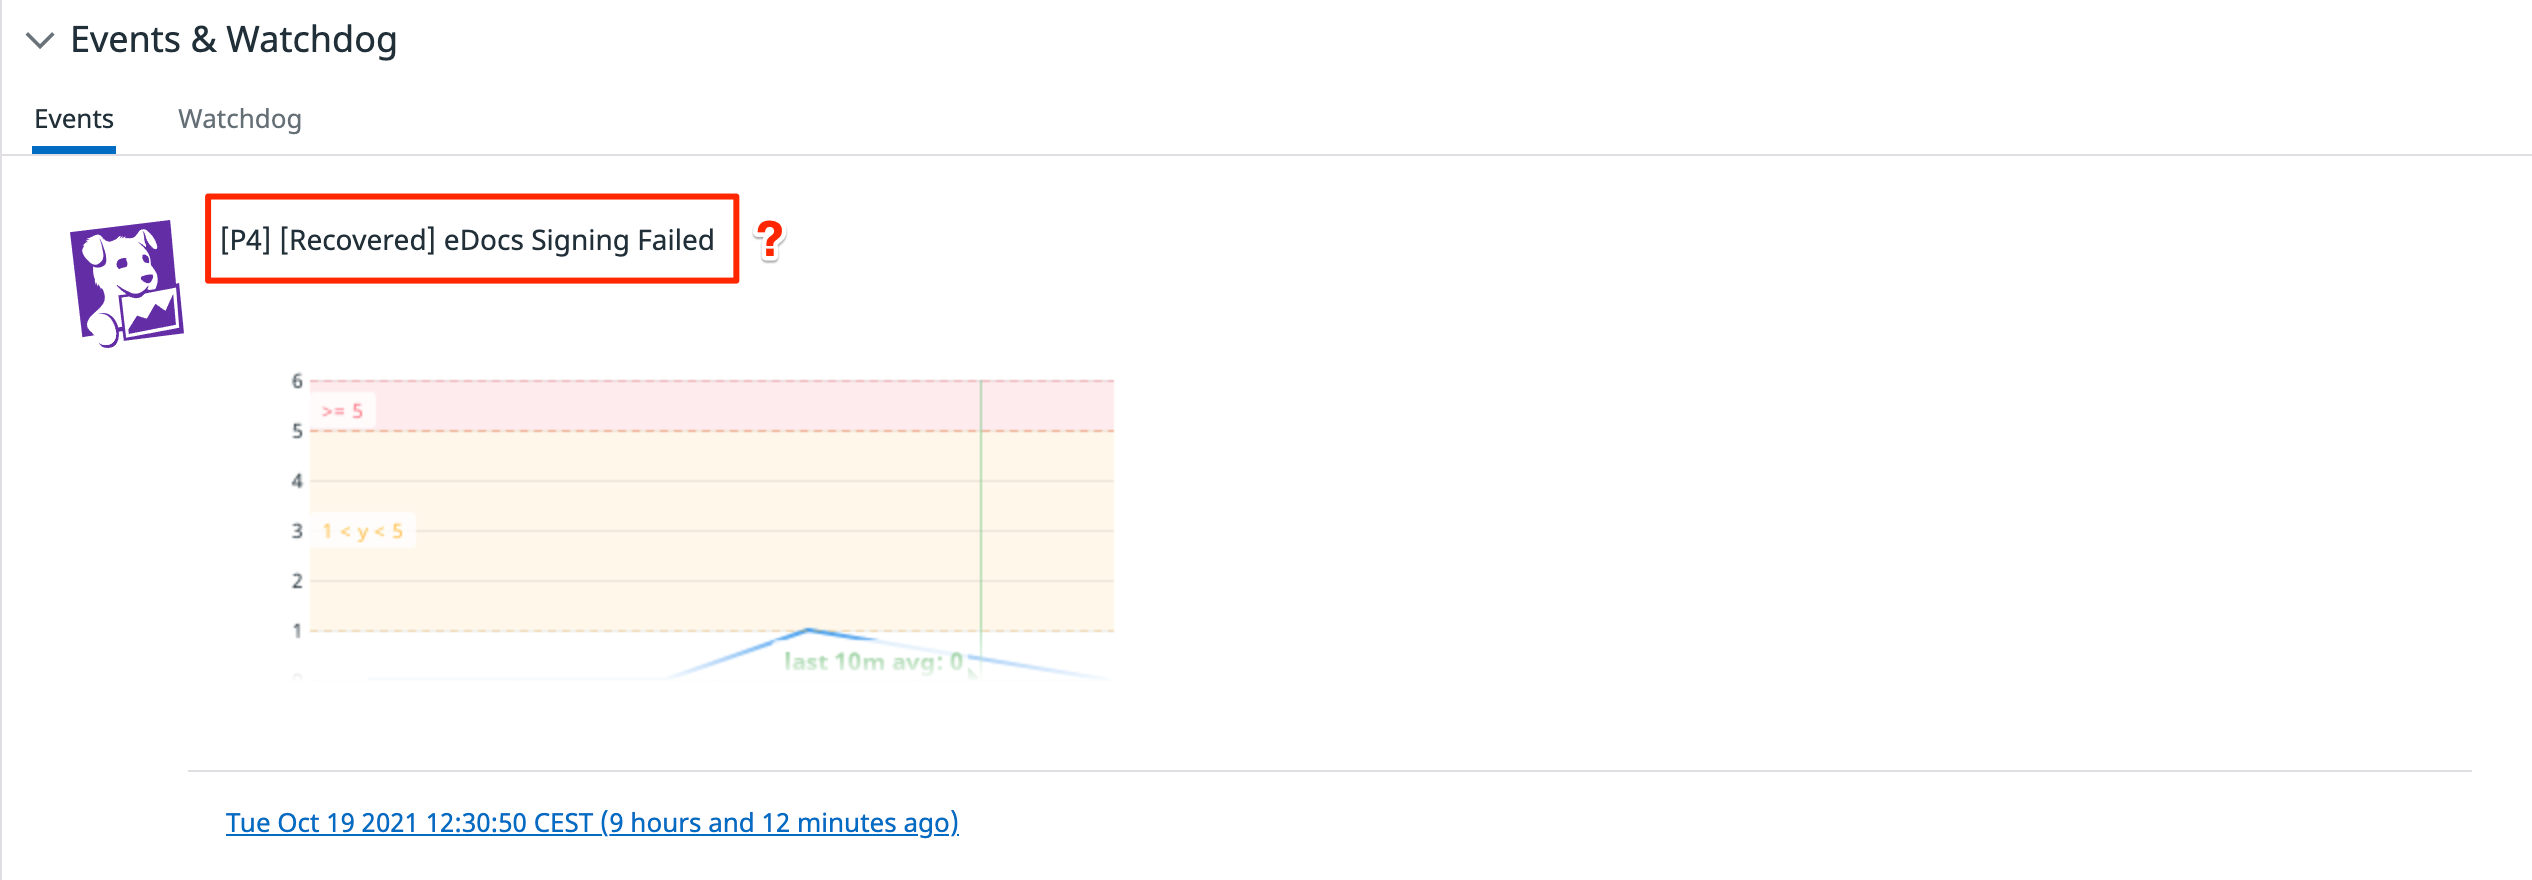 Events & Watchdog
Events Watchdog
[P4] [Recovered] eDocs Signing Failed ?
6
>= 5
5
4
3 1 < y < 5
2
1
last 10m avg: 0
0
Tue Oct 19 2021 12:30:50 CEST (9 hours and 12 minutes ago)